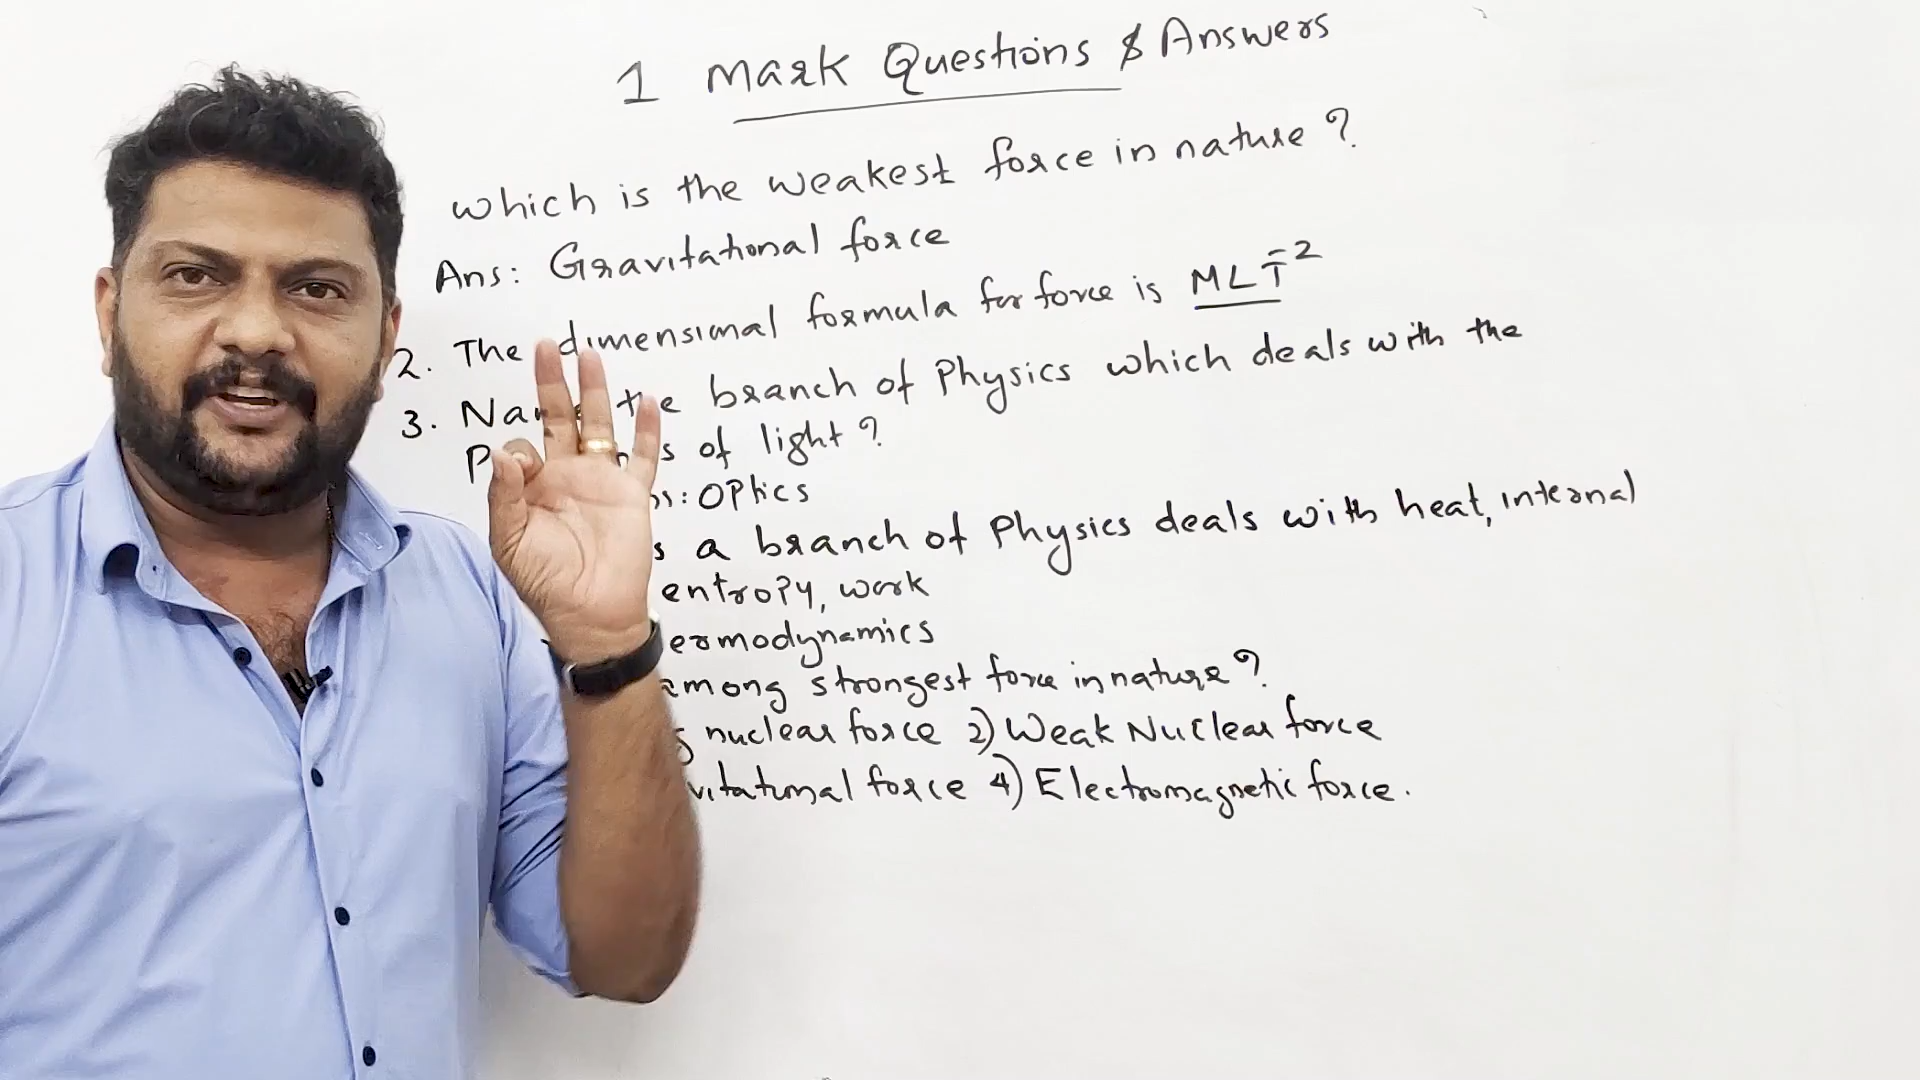 1 Mark Questions & Answers
which is the weakest force in nature ?
Ans: Gravitational force
2. The dimensional formula for force is MLT⁻²
3. the branch of Physics which deals with the
of light ?
: Optics
a branch of Physics deals with heat, internal
entropy, work
ermodynamics
among strongest force in nature ?
nuclear force 2) Weak Nuclear force
vitational force 4) Electromagnetic force.